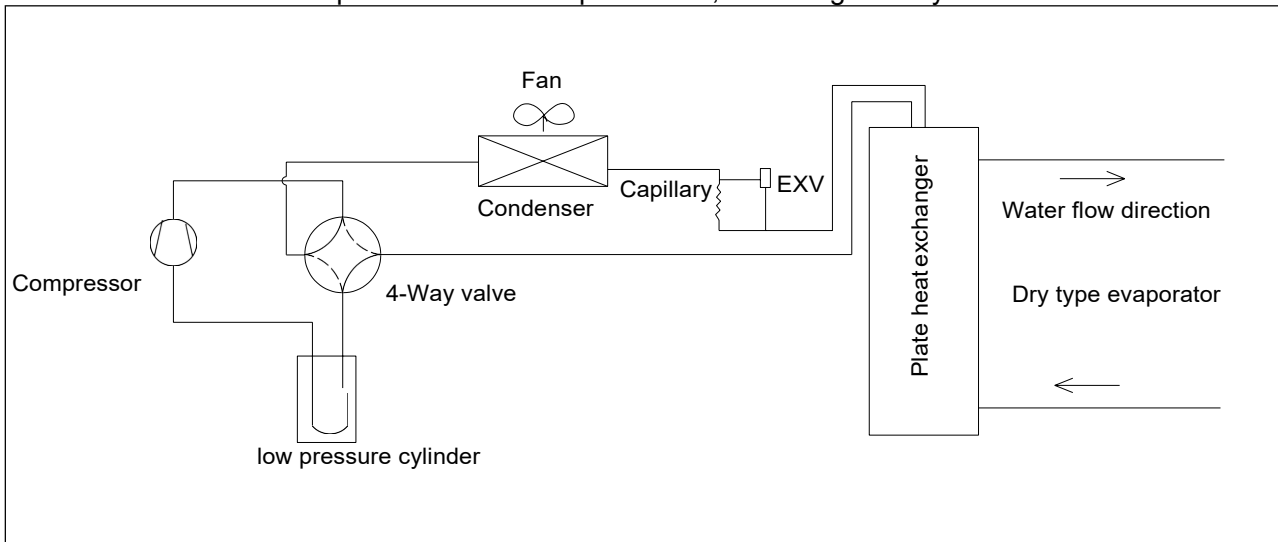 Fan
Capillary
EXV
Condenser
Compressor
4-Way valve
low pressure cylinder
Plate heat exchanger
Water flow direction
Dry type evaporator